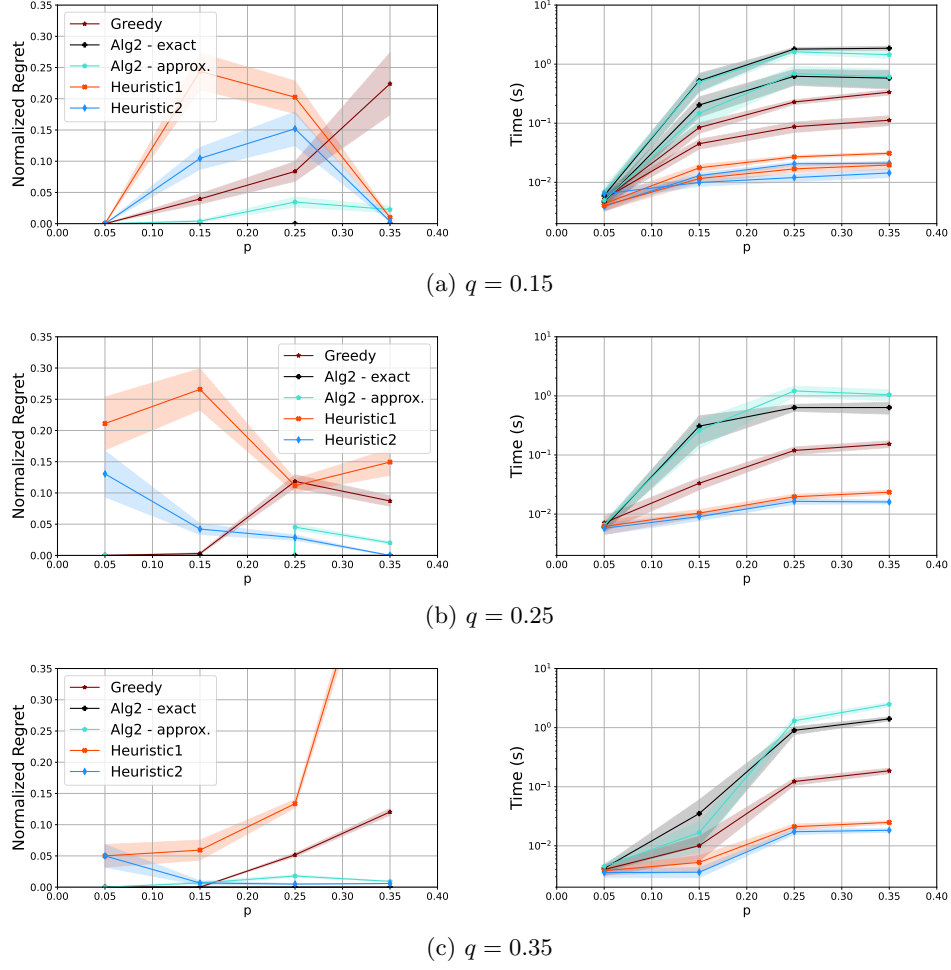 0.35
0.30
0.25
0.20
0.15
0.10
0.05
0.00
Normalized Regret
Greedy
Alg2 - exact
Alg2 - approx.
Heuristic1
Heuristic2
0.00 0.05 0.10 0.15 0.20 0.25 0.30 0.35 0.40
p
10^1
10^0
10^-1
10^-2
Time (s)
0.00 0.05 0.10 0.15 0.20 0.25 0.30 0.35 0.40
p
(a) q = 0.15
0.35
0.30
0.25
0.20
0.15
0.10
0.05
0.00
Normalized Regret
Greedy
Alg2 - exact
Alg2 - approx.
Heuristic1
Heuristic2
0.00 0.05 0.10 0.15 0.20 0.25 0.30 0.35 0.40
p
10^1
10^0
10^-1
10^-2
Time (s)
0.00 0.05 0.10 0.15 0.20 0.25 0.30 0.35 0.40
p
(b) q = 0.25
0.35
0.30
0.25
0.20
0.15
0.10
0.05
0.00
Normalized Regret
Greedy
Alg2 - exact
Alg2 - approx.
Heuristic1
Heuristic2
0.00 0.05 0.10 0.15 0.20 0.25 0.30 0.35 0.40
p
10^1
10^0
10^-1
10^-2
Time (s)
0.00 0.05 0.10 0.15 0.20 0.25 0.30 0.35 0.40
p
(c) q = 0.35